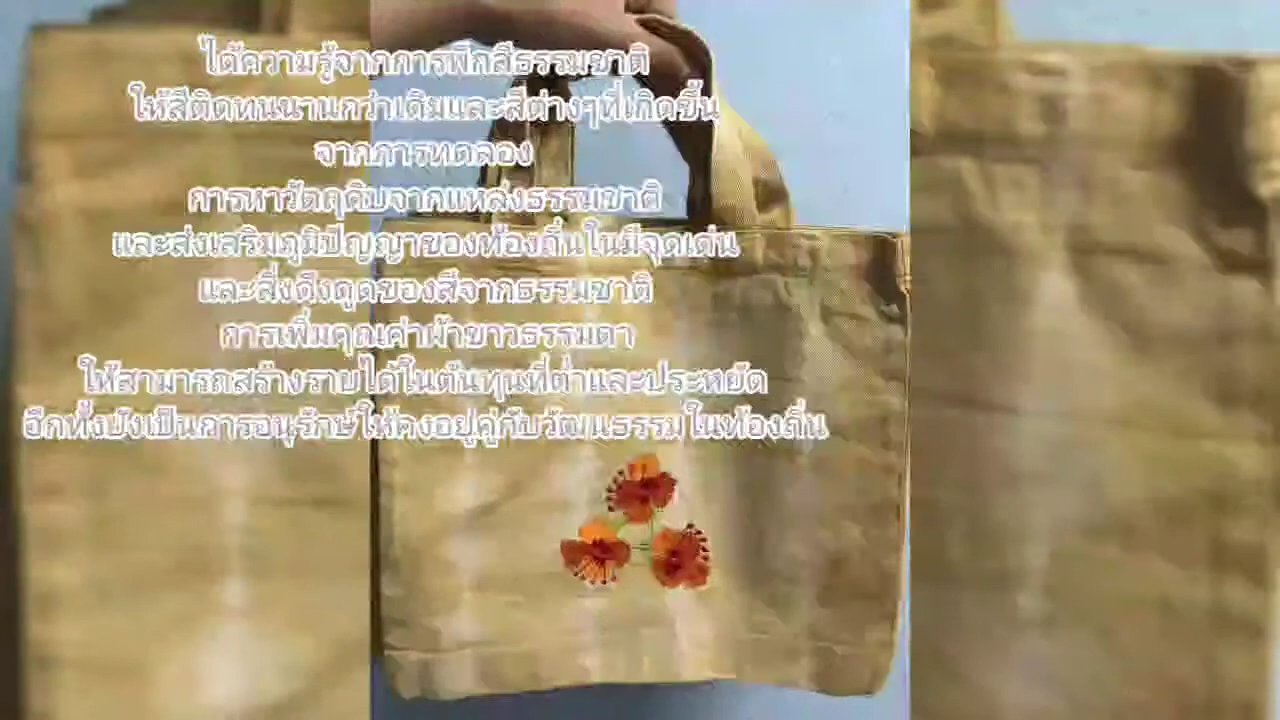 ได้ความรู้จากการพึกสีธรรมชาติ
ให้สีติดทนนานกว่าเดิมและสีต่างๆที่เกิดขึ้น
จากการทดลอง
การหาวัตถุดิบจากแหล่งธรรมชาติ
และส่งเสริมภูมิปัญญาของท้องถิ่นในมีจุดเด่น
และสิ่งดึงดูดของสีจากธรรมชาติ
การเพิ่มคุณค่าผ้าขาวธรรมดา
ให้สามารถสร้างรายได้ในต้นทุนที่ต่ำและประหยัด
อีกทั้งยังเป็นการอนุรักษ์ให้คงอยู่คู่กับวัฒนธรรมในท้องถิ่น